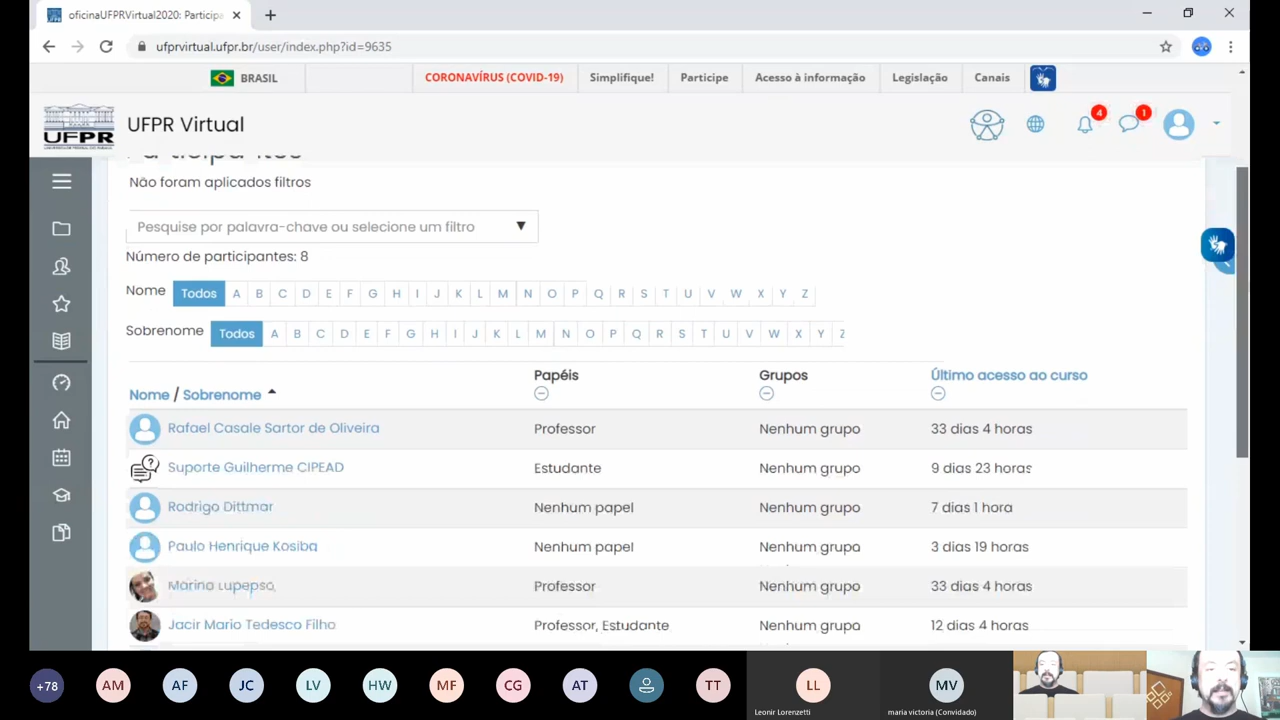 oficinaUFPRVirtual2020: Participa
ufprvirtual.ufpr.br/user/index.php?id=9635
BRASIL
CORONAVÍRUS (COVID-19)
Simplifique!
Participe
Acesso à informação
Legislação
Canais
UFPR
UFPR Virtual
4
1
Participantes
Não foram aplicados filtros
Pesquise por palavra-chave ou selecione um filtro
Número de participantes: 8
Nome Todos A B C D E F G H I J K L M N O P Q R S T U V W X Y Z
Sobrenome Todos A B C D E F G H I J K L M N O P Q R S T U V W X Y Z
Nome / Sobrenome Papéis Grupos Último acesso ao curso
Rafael Casale Sartor de Oliveira Professor Nenhum grupo 33 dias 4 horas
Suporte Guilherme CIPEAD Estudante Nenhum grupo 9 dias 23 horas
Rodrigo Dittmar Nenhum papel Nenhum grupo 7 dias 1 hora
Paulo Henrique Kosiba Nenhum papel Nenhum grupo 3 dias 19 horas
Marina Lupepso Professor Nenhum grupo 33 dias 4 horas
Jacir Mario Tedesco Filho Professor, Estudante Nenhum grupo 12 dias 4 horas
+78 AM AF JC LV HW MF CG AT TT LL MV
Leonir Lorenzetti
maria victoria (Convidado)